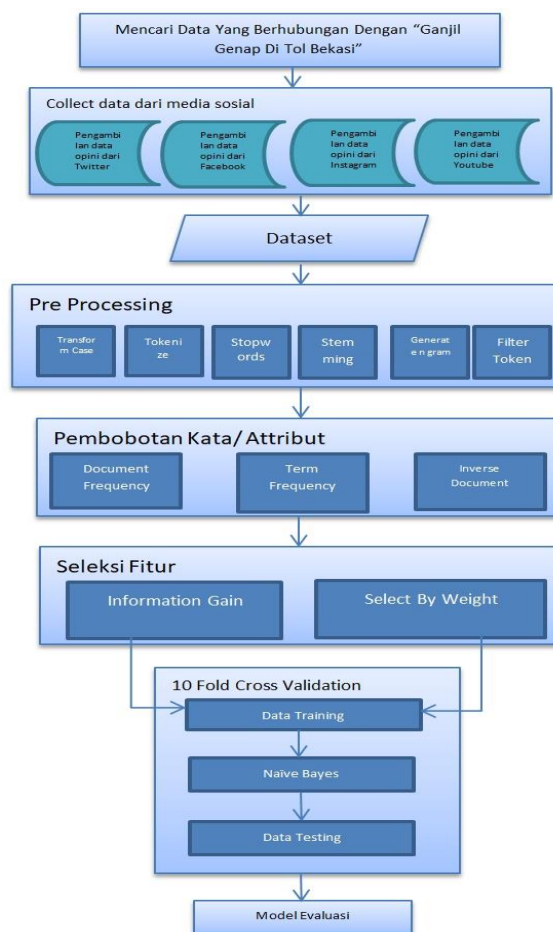 Mencari Data Yang Berhubungan Dengan “Ganjil
Genap Di Tol Bekasi”
Collect data dari media sosial
Pengambi
lan data
opini dari
Twitter
Pengambi
lan data
opini dari
Facebook
Pengambi
lan data
opini dari
Instagram
Pengambi
lan data
opini dari
Youtube
Dataset
Pre Processing
Transfor
m Case
Tokeni
ze
Stopw
ords
Stem
ming
Generat
e n gram
Filter
Token
Pembobotan Kata/ Attribut
Document
Frequency
Term
Frequency
Inverse
Document
Seleksi Fitur
Information Gain
Select By Weight
10 Fold Cross Validation
Data Training
Naïve Bayes
Data Testing
Model Evaluasi